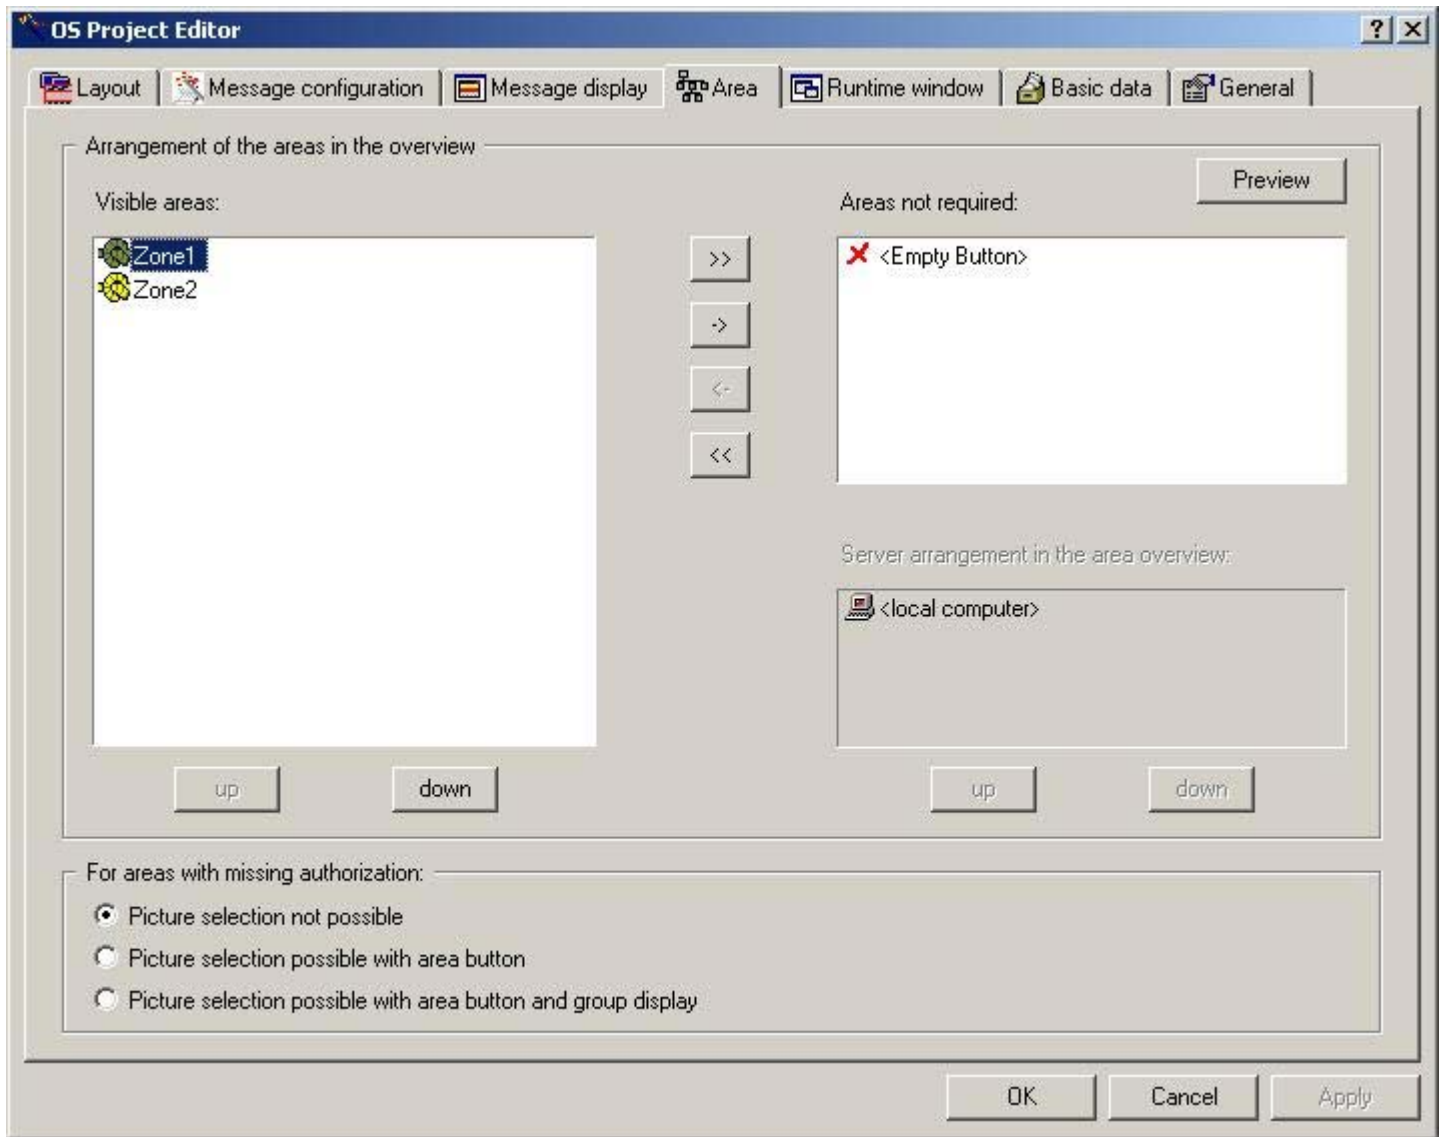 OS Project Editor
Layout
Message configuration
Message display
Area
Runtime window
Basic data
General
Arrangement of the areas in the overview
Preview
Visible areas:
Areas not required:
Zone1
Zone2
>>
->
<-
<<
<Empty Button>
Server arrangement in the area overview:
<local computer>
up
down
up
down
For areas with missing authorization:
Picture selection not possible
Picture selection possible with area button
Picture selection possible with area button and group display
OK
Cancel
Apply